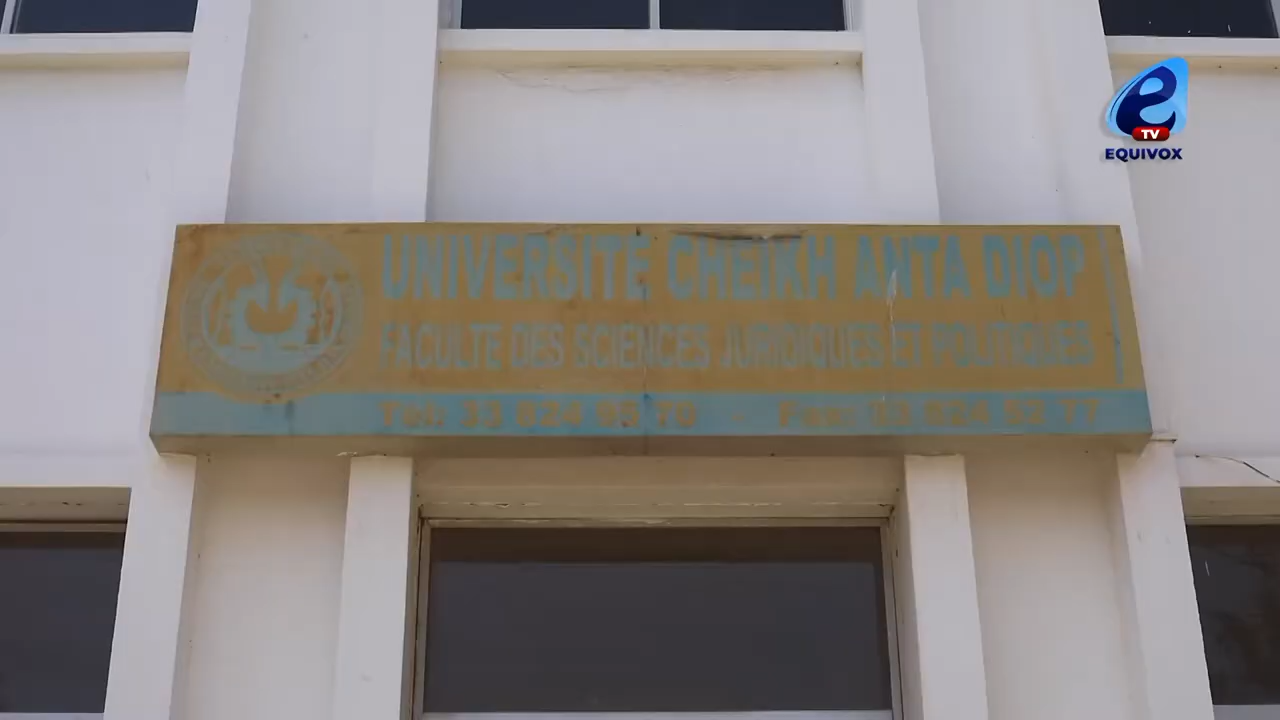 e
TV
EQUIVOX
UNIVERSITE CHEIKH ANTA DIOP
FACULTE DES SCIENCES JURIDIQUES ET POLITIQUES
Tél: 33 824 95 70 - Fax: 33 824 52 77